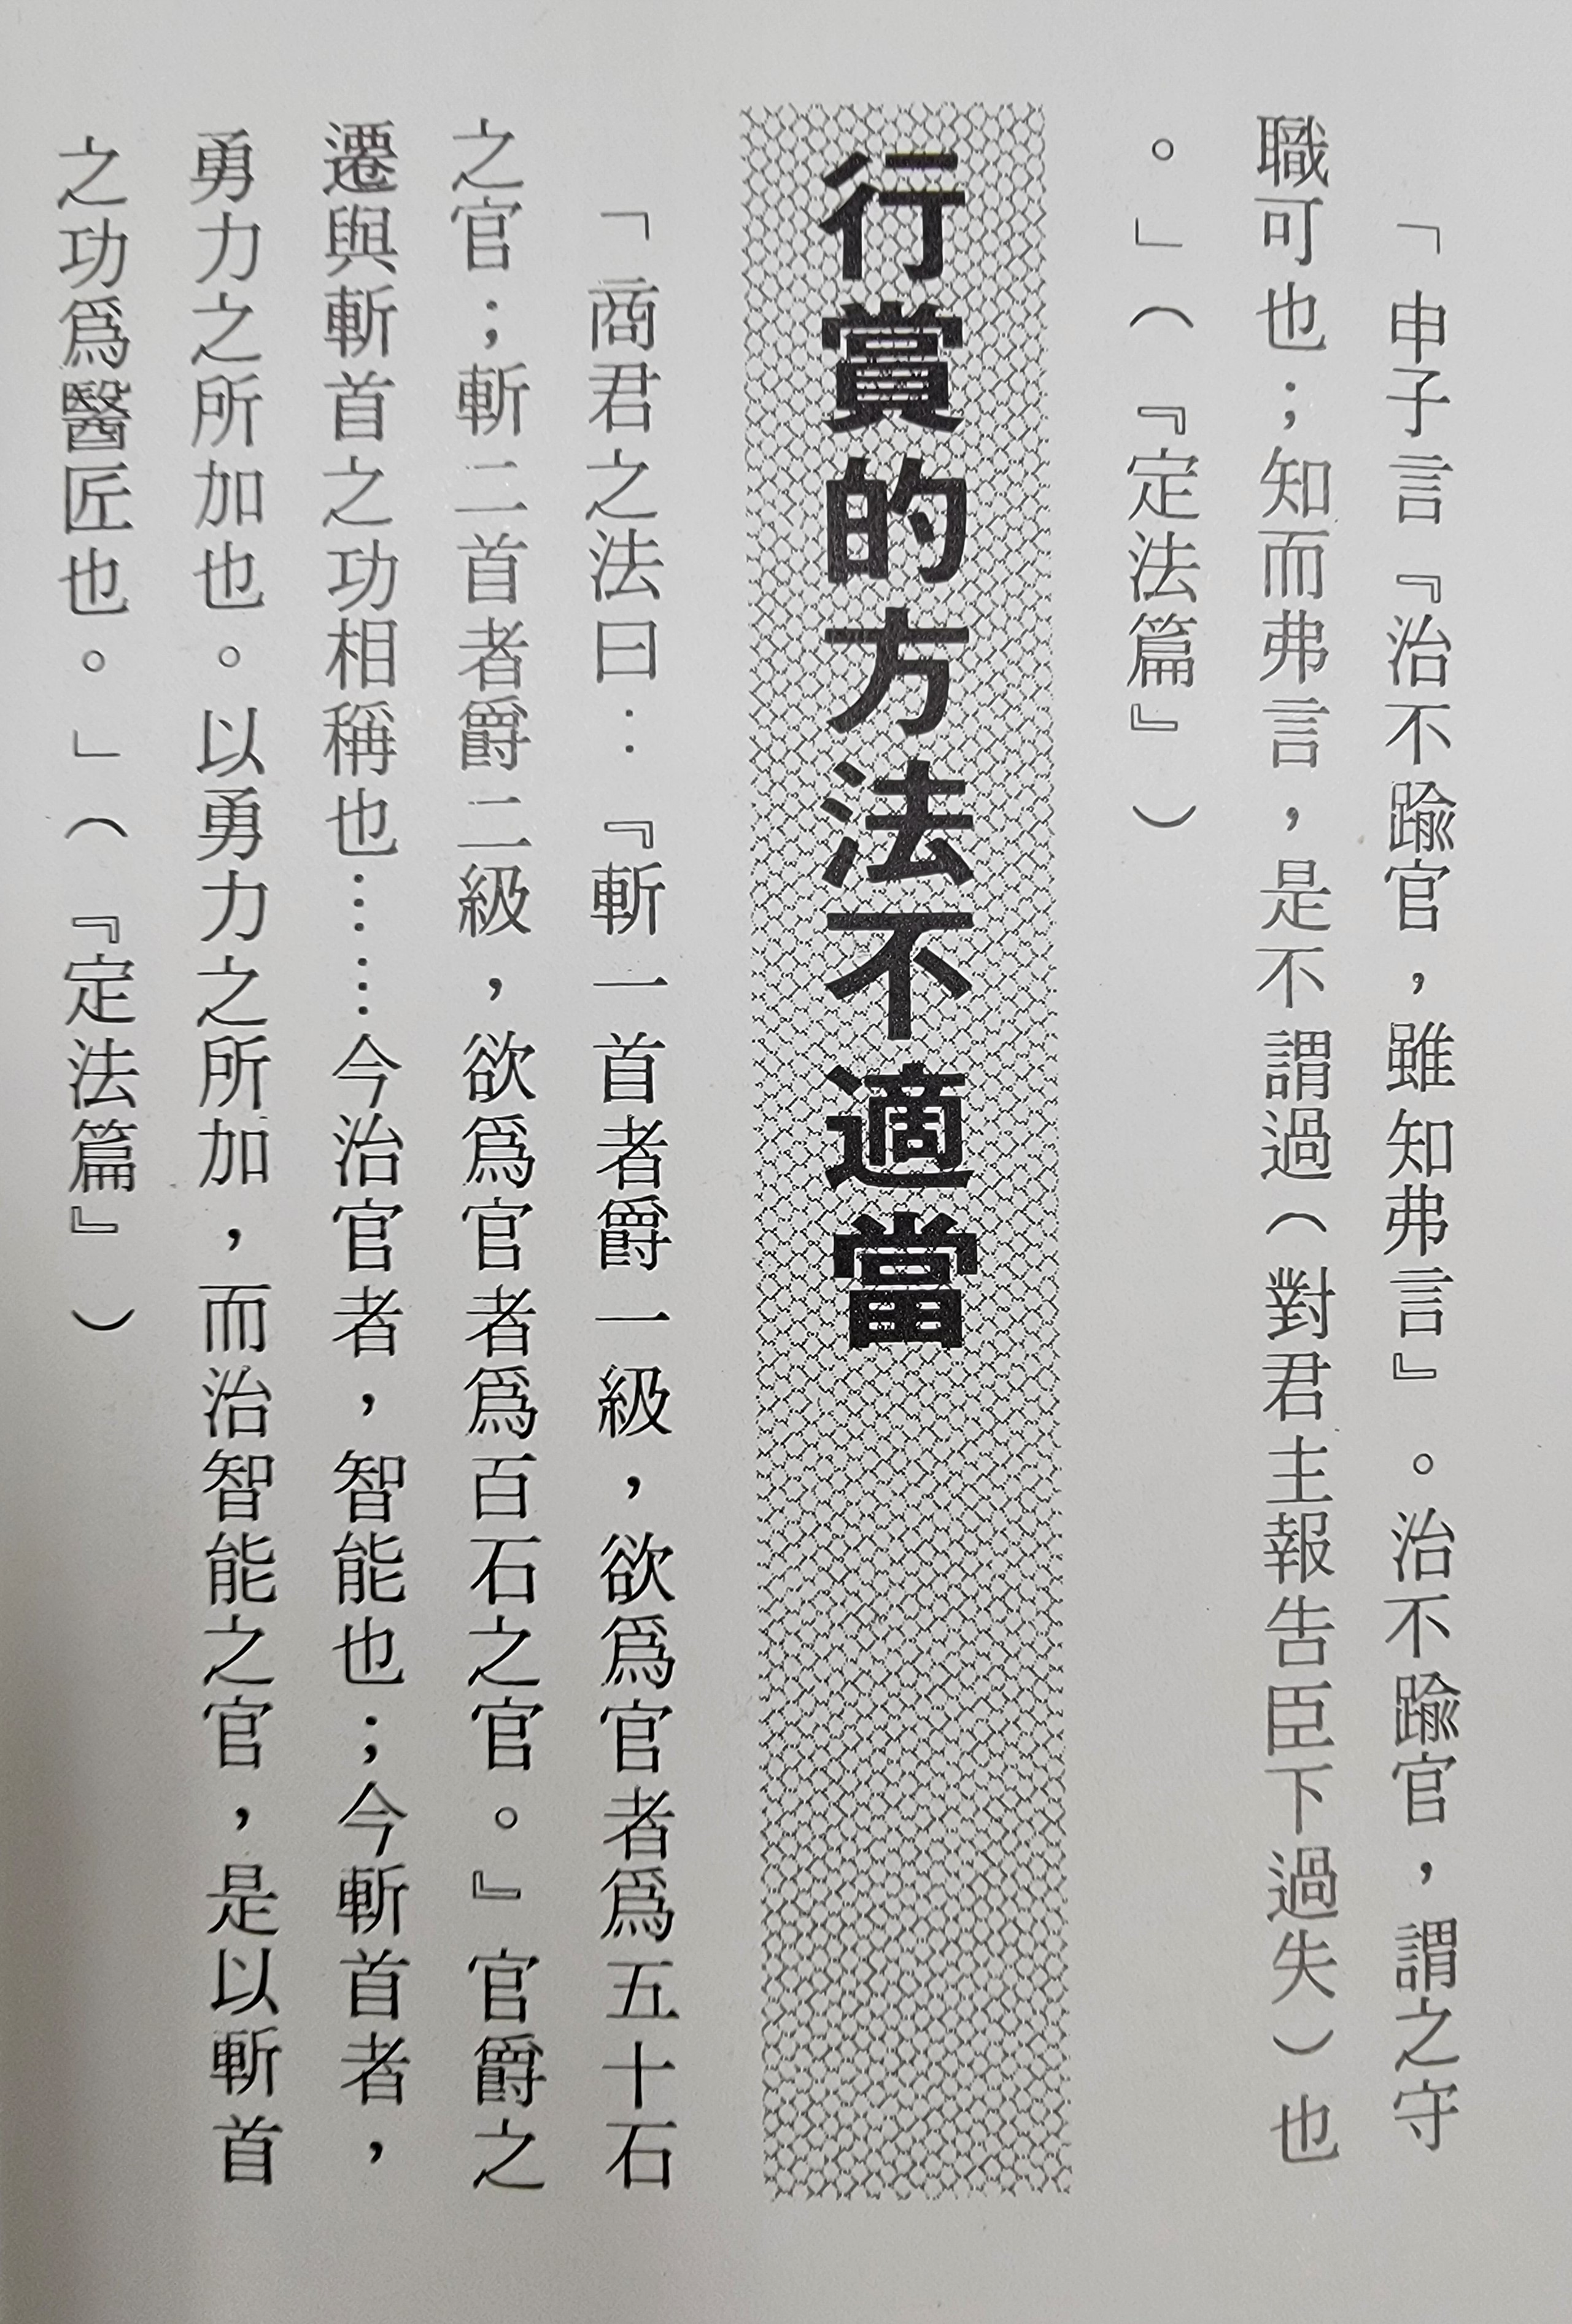 「申子言『治不踰官，雖知弗言』。治不踰官，謂之守
職可也；知而弗言，是不謂過（對君主報告臣下過失）也
。」（『定法篇』）
行賞的方法不適當
「商君之法曰：『斬一首者爵一級，欲爲官者爲五十石
之官；斬二首者爵二級，欲爲官者爲百石之官。』官爵之
遷與斬首之功相稱也……今治官者，智能也；今斬首者，
勇力之所加也。以勇力之所加，而治智能之官，是以斬首
之功爲醫匠也。」（『定法篇』）